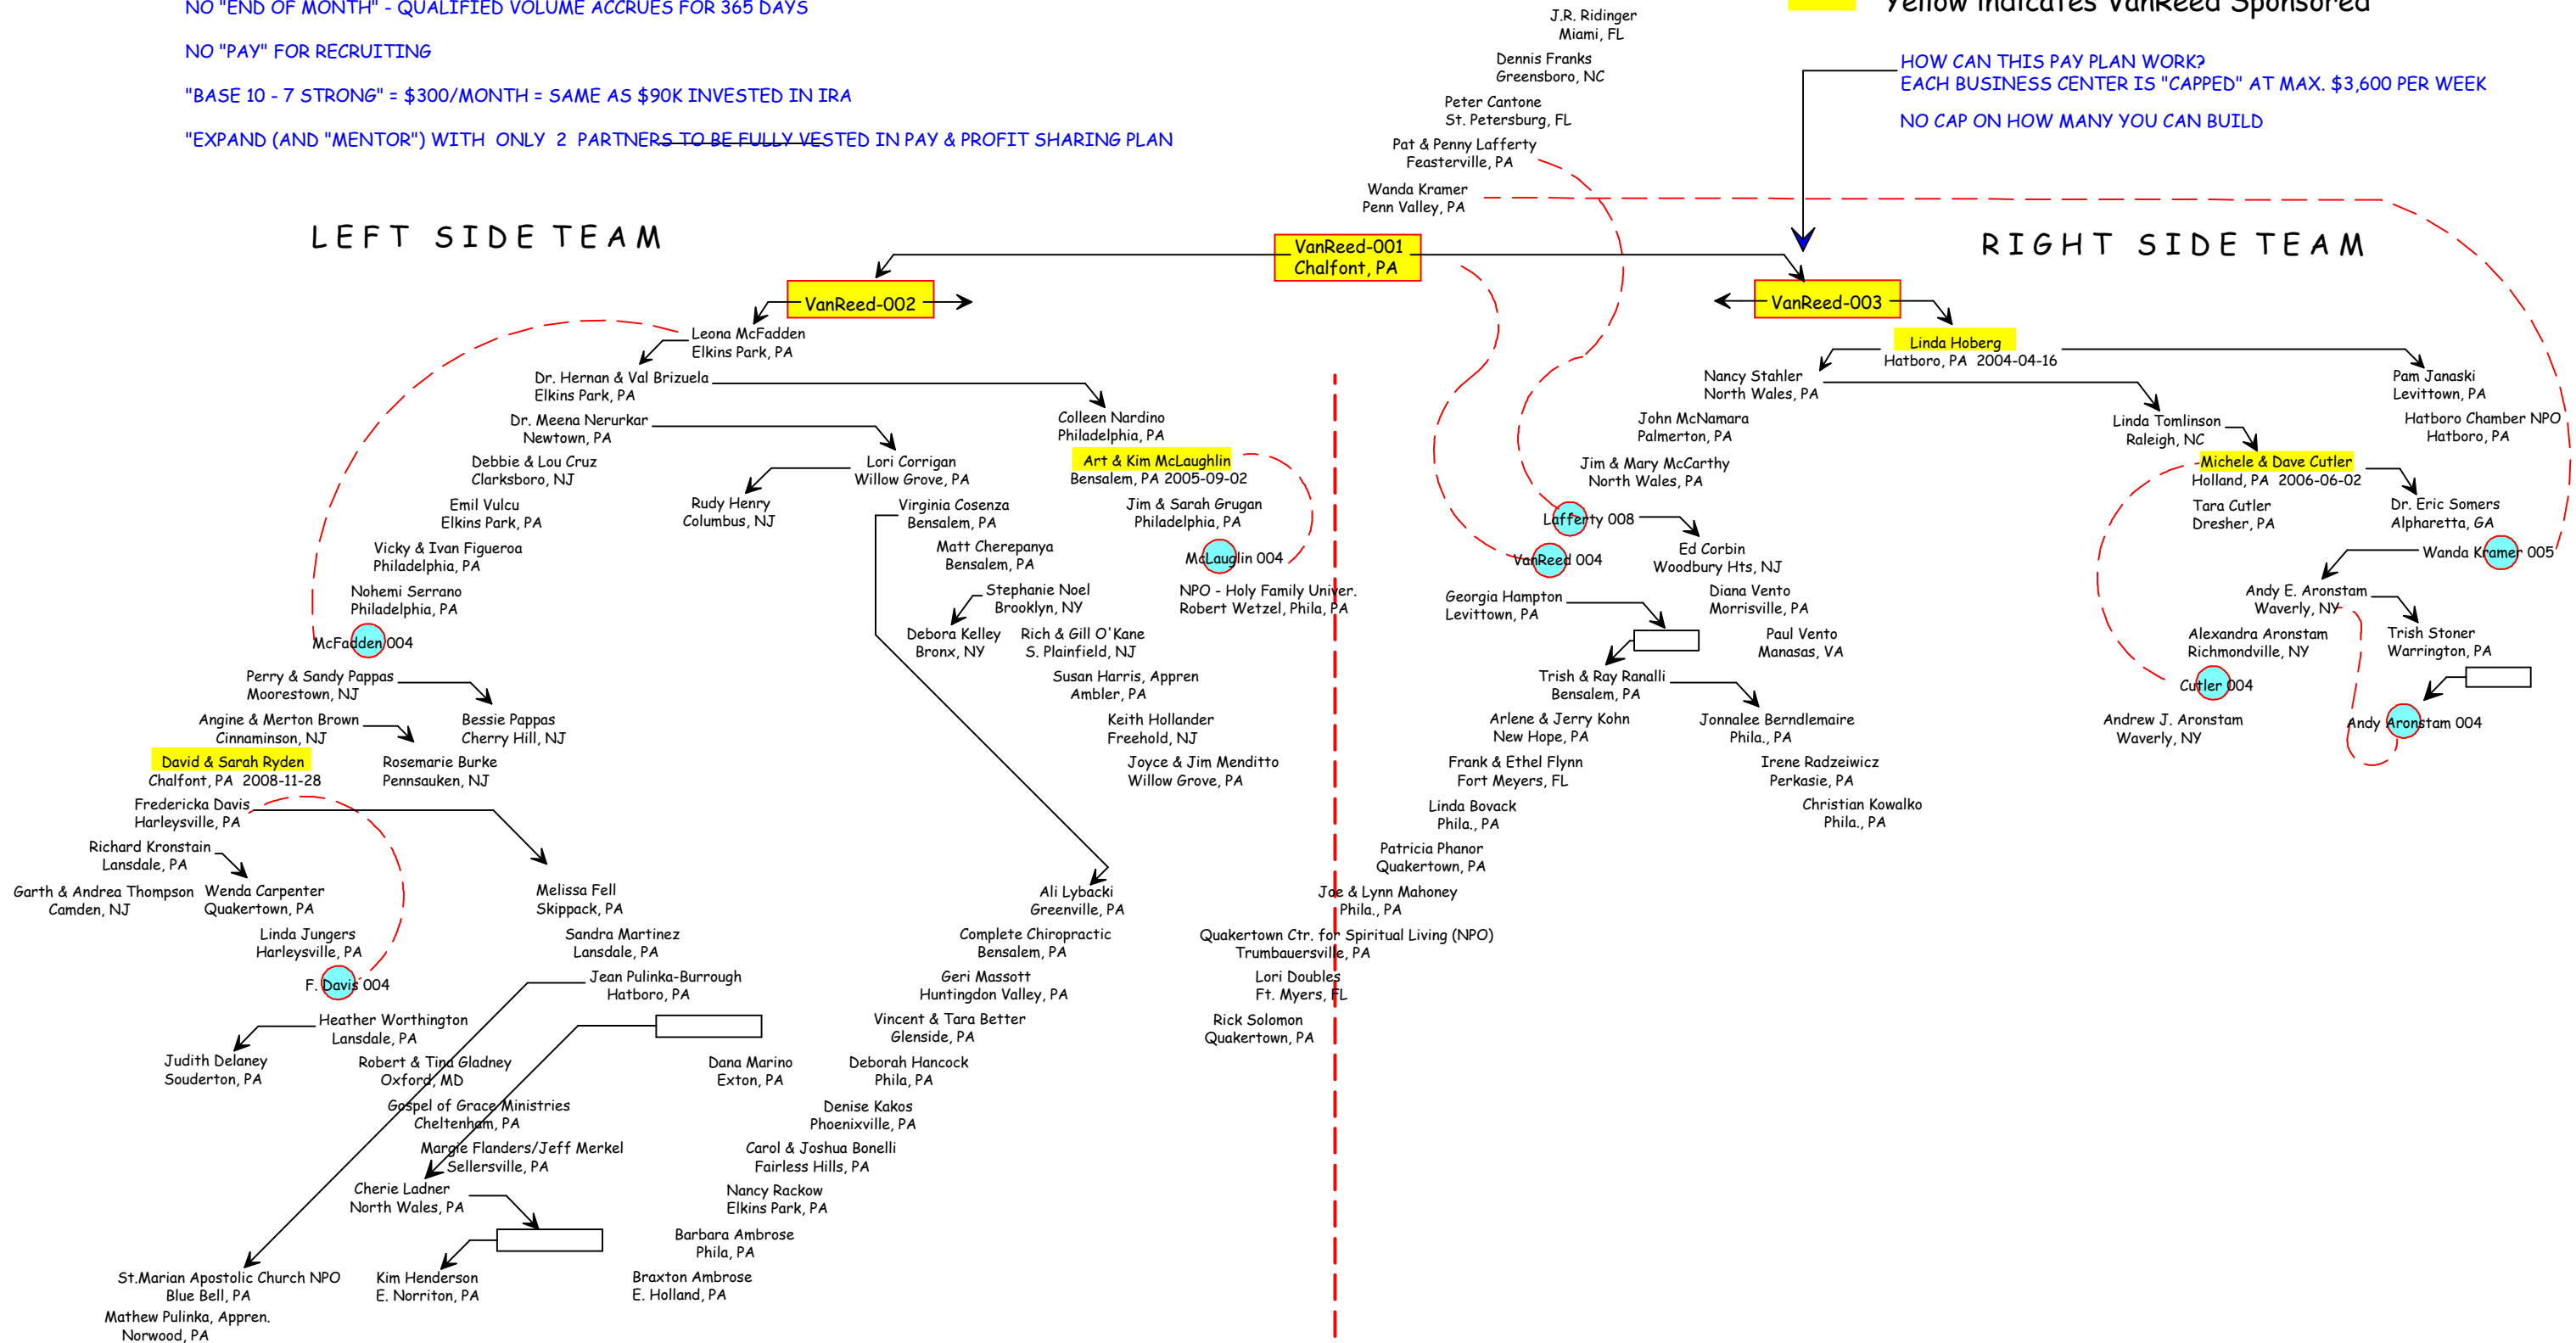 NO "END OF MONTH" - QUALIFIED VOLUME ACCRUES FOR 365 DAYS
NO "PAY" FOR RECRUITING
"BASE 10 - 7 STRONG" = $300/MONTH = SAME AS $90K INVESTED IN IRA
"EXPAND (AND "MENTOR") WITH ONLY 2 PARTNERS TO BE FULLY VESTED IN PAY & PROFIT SHARING PLAN
J.R. Ridinger
Miami, FL
Dennis Franks
Greensboro, NC
Peter Cantone
St. Petersburg, FL
Pat & Penny Lafferty
Feasterville, PA
Wanda Kramer
Penn Valley, PA
Yellow indicates VanReed Sponsored
HOW CAN THIS PAY PLAN WORK?
EACH BUSINESS CENTER IS "CAPPED" AT MAX. $3,600 PER WEEK
NO CAP ON HOW MANY YOU CAN BUILD
LEFT SIDE TEAM
VanReed-001
Chalfont, PA
RIGHT SIDE TEAM
VanReed-002
Leona McFadden
Elkins Park, PA
Dr. Hernan & Val Brizuela
Elkins Park, PA
Dr. Meena Nerurkar
Newtown, PA
Debbie & Lou Cruz
Clarksboro, NJ
Emil Vulcu
Elkins Park, PA
Vicky & Ivan Figueroa
Philadelphia, PA
Nohemi Serrano
Philadelphia, PA
McFadden 004
Perry & Sandy Pappas
Moorestown, NJ
Angine & Merton Brown
Cinnaminson, NJ
Bessie Pappas
Cherry Hill, NJ
David & Sarah Ryden
Chalfont, PA 2008-11-28
Rosemarie Burke
Pennsauken, NJ
Fredericka Davis
Harleysville, PA
Richard Kronstain
Lansdale, PA
Garth & Andrea Thompson
Camden, NJ
Wenda Carpenter
Quakertown, PA
Linda Jungers
Harleysville, PA
F. Davis 004
Heather Worthington
Lansdale, PA
Judith Delaney
Souderton, PA
Robert & Tina Gladney
Oxford, MD
Gospel of Grace Ministries
Cheltenham, PA
Margie Flanders/Jeff Merkel
Sellersville, PA
Cherie Ladner
North Wales, PA
Kim Henderson
E. Norriton, PA
St.Marian Apostolic Church NPO
Blue Bell, PA
Mathew Pulinka, Appren.
Norwood, PA
Melissa Fell
Skippack, PA
Sandra Martinez
Lansdale, PA
Jean Pulinka-Burrough
Hatboro, PA
Dana Marino
Exton, PA
Colleen Nardino
Philadelphia, PA
Art & Kim McLaughlin
Bensalem, PA 2005-09-02
Jim & Sarah Grugan
Philadelphia, PA
McLauglin 004
NPO - Holy Family Univer.
Robert Wetzel, Phila, PA
Lori Corrigan
Willow Grove, PA
Rudy Henry
Columbus, NJ
Virginia Cosenza
Bensalem, PA
Matt Cherepanya
Bensalem, PA
Stephanie Noel
Brooklyn, NY
Debora Kelley
Bronx, NY
Rich & Gill O'Kane
S. Plainfield, NJ
Susan Harris, Appren
Ambler, PA
Keith Hollander
Freehold, NJ
Joyce & Jim Menditto
Willow Grove, PA
Ali Lybacki
Greenville, PA
Complete Chiropractic
Bensalem, PA
Geri Massott
Huntingdon Valley, PA
Vincent & Tara Better
Glenside, PA
Deborah Hancock
Phila, PA
Denise Kakos
Phoenixville, PA
Carol & Joshua Bonelli
Fairless Hills, PA
Nancy Rackow
Elkins Park, PA
Barbara Ambrose
Phila, PA
Braxton Ambrose
E. Holland, PA
VanReed-003
Linda Hoberg
Hatboro, PA 2004-04-16
Nancy Stahler
North Wales, PA
John McNamara
Palmerton, PA
Jim & Mary McCarthy
North Wales, PA
Lafferty 008
VanReed 004
Ed Corbin
Woodbury Hts, NJ
Diana Vento
Morrisville, PA
Paul Vento
Manasas, VA
Georgia Hampton
Levittown, PA
Trish & Ray Ranalli
Bensalem, PA
Arlene & Jerry Kohn
New Hope, PA
Jonnalee Berndlemaire
Phila., PA
Frank & Ethel Flynn
Fort Meyers, FL
Irene Radzeiwicz
Perkasie, PA
Linda Bovack
Phila., PA
Christian Kowalko
Phila., PA
Patricia Phanor
Quakertown, PA
Joe & Lynn Mahoney
Phila., PA
Quakertown Ctr. for Spiritual Living (NPO)
Trumbauersville, PA
Lori Doubles
Ft. Myers, FL
Rick Solomon
Quakertown, PA
Pam Janaski
Levittown, PA
Hatboro Chamber NPO
Hatboro, PA
Linda Tomlinson
Raleigh, NC
Michele & Dave Cutler
Holland, PA 2006-06-02
Tara Cutler
Dresher, PA
Dr. Eric Somers
Alpharetta, GA
Wanda Kramer 005
Andy E. Aronstam
Waverly, NY
Alexandra Aronstam
Richmondville, NY
Trish Stoner
Warrington, PA
Cutler 004
Andrew J. Aronstam
Waverly, NY
Andy Aronstam 004